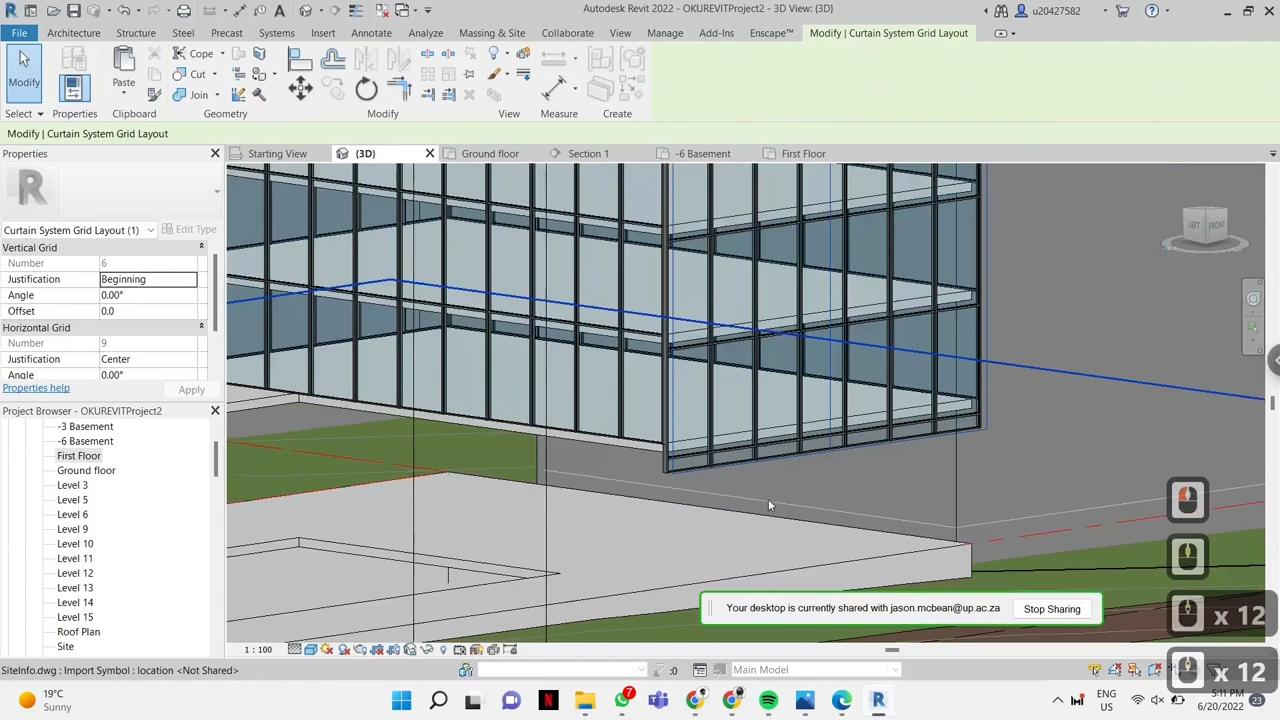 Autodesk Revit 2022 - OKUREVITProject2 - 3D View: {3D}
u20427582
File
Architecture
Structure
Steel
Precast
Systems
Insert
Annotate
Analyze
Massing & Site
Collaborate
View
Manage
Add-Ins
Enscape™
Modify | Curtain System Grid Layout
Modify
Paste
Cope
Cut
Join
Select
Properties
Clipboard
Geometry
Modify
View
Measure
Create
Modify | Curtain System Grid Layout
Properties
Starting View
{3D}
Ground floor
Section 1
-6 Basement
First Floor
R
Curtain System Grid Layout (1)
Edit Type
Vertical Grid
Number 6
Justification Beginning
Angle 0.00°
Offset 0.0
Horizontal Grid
Number 9
Justification Center
Angle 0.00°
Properties help
Apply
Project Browser - OKUREVITProject2
-3 Basement
-6 Basement
First Floor
Ground floor
Level 3
Level 5
Level 6
Level 9
Level 10
Level 11
Level 12
Level 13
Level 14
Level 15
Roof Plan
Site
LEFT
FRONT
Your desktop is currently shared with jason.mcbean@up.ac.za
Stop Sharing
x 12
x 12
1 : 100
SiteInfo.dwg : Import Symbol : location <Not Shared>
:0
Main Model
19°C
Sunny
7
ENG
UC
5:11 PM
6/20/2022
23